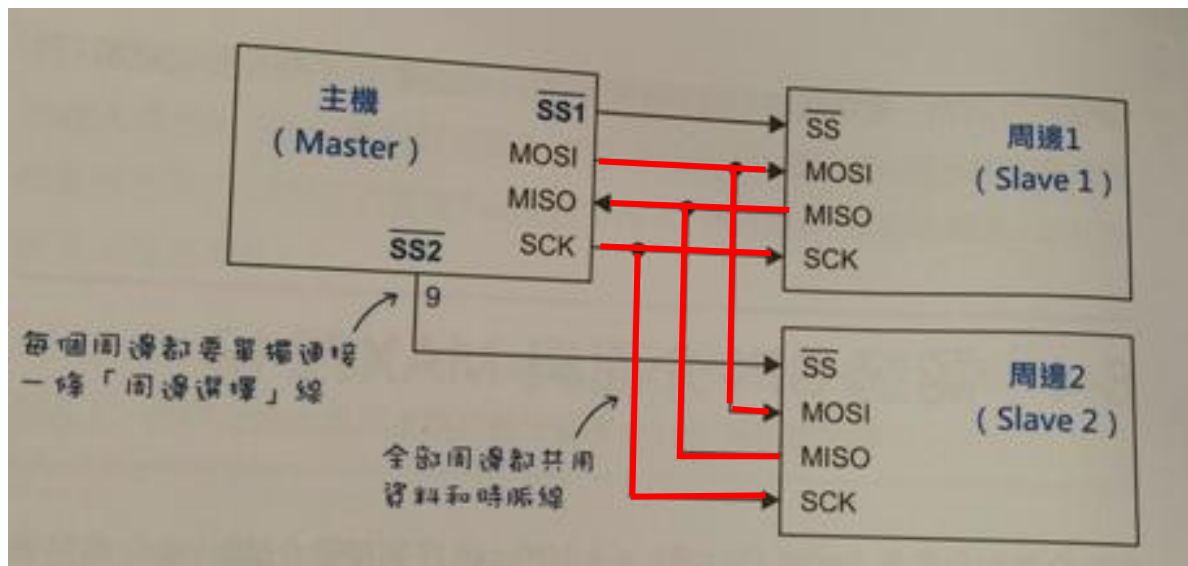 主機
( Master )
SS1
MOSI
MISO
SCK
SS2
9
SS
MOSI
MISO
SCK
周邊1
( Slave 1 )
SS
MOSI
MISO
SCK
周邊2
( Slave 2 )
每個周邊都要單獨連接
一條「周邊選擇」線
全部周邊都共用
資料和時脈線